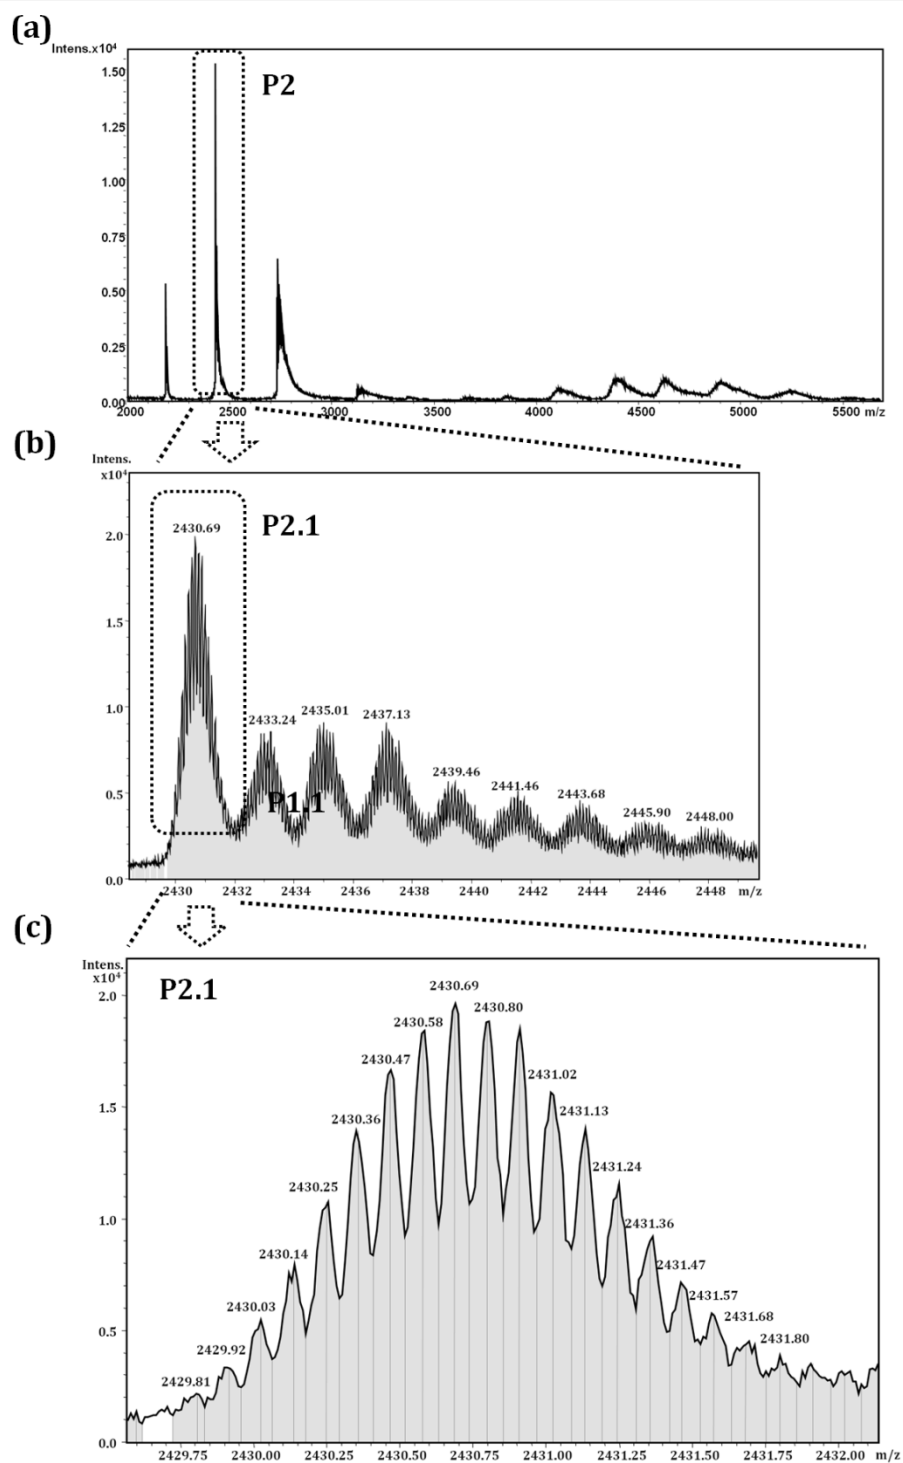 (a)
Intens.x10⁴
P2
1.50
1.25
1.00
0.75
0.50
0.25
0.00
2000 2500 3000 3500 4000 4500 5000 5500 m/z
(b)
Intens.
x10⁴
P2.1
2430.69
2.0
1.5
1.0
0.5
0.0
2433.24 2435.01 2437.13
2439.46 2441.46 2443.68 2445.90 2448.00
P1.1
2430 2432 2434 2436 2438 2440 2442 2444 2446 2448 m/z
(c)
Intens.
x10⁴
P2.1
2.0
1.5
1.0
0.5
0.0
2429.81
2429.92
2430.03
2430.14
2430.25
2430.36
2430.47
2430.58
2430.69
2430.80
2431.02
2431.13
2431.24
2431.36
2431.47
2431.57
2431.68
2431.80
2429.75 2430.00 2430.25 2430.50 2430.75 2431.00 2431.25 2431.50 2431.75 2432.00 m/z